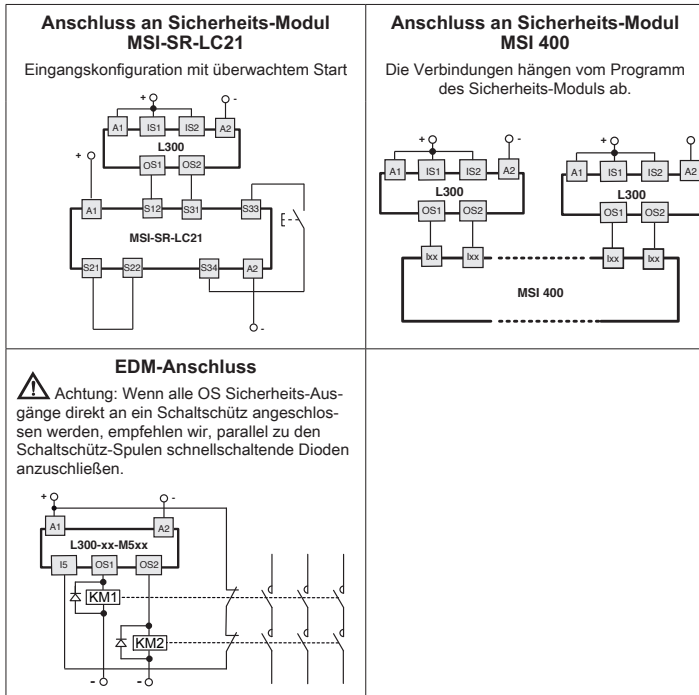 Anschluss an Sicherheits-Modul
MSI-SR-LC21
Eingangskonfiguration mit überwachtem Start
+ -
A1 IS1 IS2 A2
L300
OS1 OS2
+
A1 S12 S31 S33
MSI-SR-LC21
S21 S22 S34 A2
-
Anschluss an Sicherheits-Modul
MSI 400
Die Verbindungen hängen vom Programm
des Sicherheits-Moduls ab.
+ - +
A1 IS1 IS2 A2 A1 IS1 IS2 A2
L300 L300
OS1 OS2 OS1 OS2
Ixx Ixx Ixx Ixx
MSI 400
EDM-Anschluss
Achtung: Wenn alle OS Sicherheits-Aus-
gänge direkt an ein Schaltschütz angeschlos-
sen werden, empfehlen wir, parallel zu den
Schaltschütz-Spulen schnellschaltende Dioden
anzuschließen.
+ -
A1 A2
L300-xx-M5xx
I5 OS1 OS2
KM1
KM2
- -